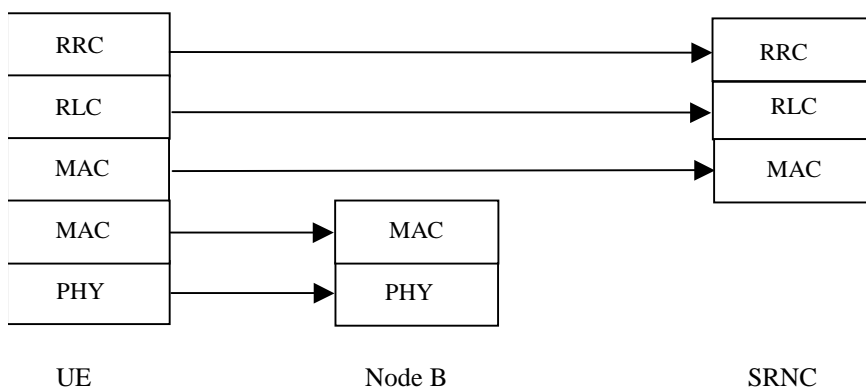 RRC RRC
RLC RLC
MAC MAC
MAC MAC
PHY PHY
UE Node B SRNC